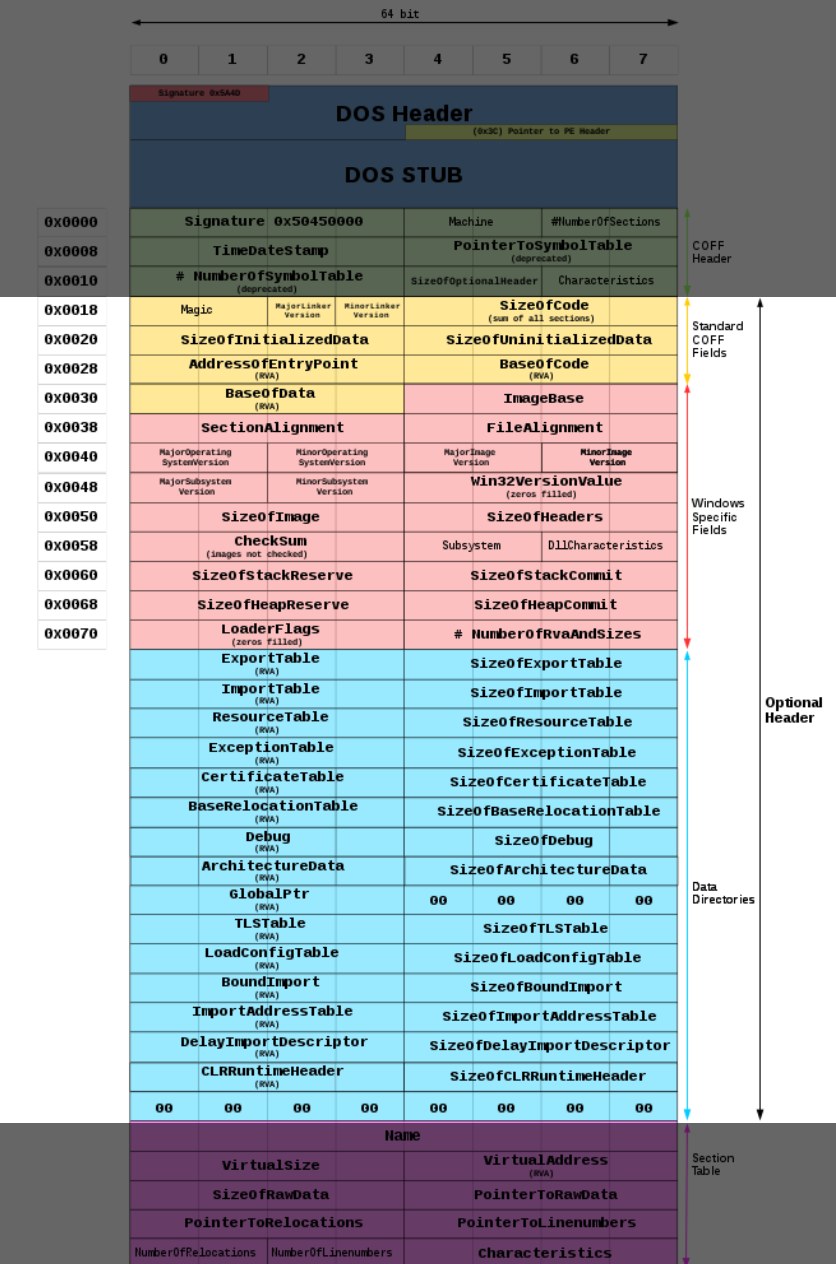 64 bit
0 1 2 3 4 5 6 7
Signature 0x5A4D
DOS Header
(0x3C) Pointer to PE Header
DOS STUB
0x0000 Signature 0x50450000 Machine #NumberOfSections
0x0008 TimeDateStamp PointerToSymbolTable
(deprecated)
COFF
Header
0x0010 # NumberOfSymbolTable SizeOfOptionalHeader Characteristics
(deprecated)
0x0018 Magic MajorLinker MinorLinker SizeOfCode
Version Version (sum of all sections)
Standard
COFF
Fields
0x0020 SizeOfInitializedData SizeOfUninitializedData
0x0028 AddressOfEntryPoint BaseOfCode
(RVA) (RVA)
0x0030 BaseOfData ImageBase
(RVA)
0x0038 SectionAlignment FileAlignment
0x0040 MajorOperating MinorOperating MajorImage MinorImage
SystemVersion SystemVersion Version Version
0x0048 MajorSubsystem MinorSubsystem Win32VersionValue
Version Version (zeros filled)
Windows
Specific
Fields
0x0050 SizeOfImage SizeOfHeaders
0x0058 CheckSum Subsystem DllCharacteristics
(images not checked)
0x0060 SizeOfStackReserve SizeOfStackCommit
0x0068 SizeOfHeapReserve SizeOfHeapCommit
0x0070 LoaderFlags # NumberOfRvaAndSizes
(zeros filled)
ExportTable SizeOfExportTable
(RVA)
ImportTable SizeOfImportTable
(RVA)
Optional
Header
ResourceTable SizeOfResourceTable
(RVA)
ExceptionTable SizeOfExceptionTable
(RVA)
CertificateTable SizeOfCertificateTable
(RVA)
BaseRelocationTable SizeOfBaseRelocationTable
(RVA)
Debug SizeOfDebug
(RVA)
ArchitectureData SizeOfArchitectureData
(RVA)
Data
Directories
GlobalPtr 00 00 00 00
(RVA)
TLSTable SizeOfTLSTable
(RVA)
LoadConfigTable SizeOfLoadConfigTable
(RVA)
BoundImport SizeOfBoundImport
(RVA)
ImportAddressTable SizeOfImportAddressTable
(RVA)
DelayImportDescriptor SizeOfDelayImportDescriptor
(RVA)
CLRRuntimeHeader SizeOfCLRRuntimeHeader
(RVA)
00 00 00 00 00 00 00 00
Name
Section
Table
VirtualSize VirtualAddress
(RVA)
SizeOfRawData PointerToRawData
PointerToRelocations PointerToLinenumbers
NumberOfRelocations NumberOfLinenumbers Characteristics